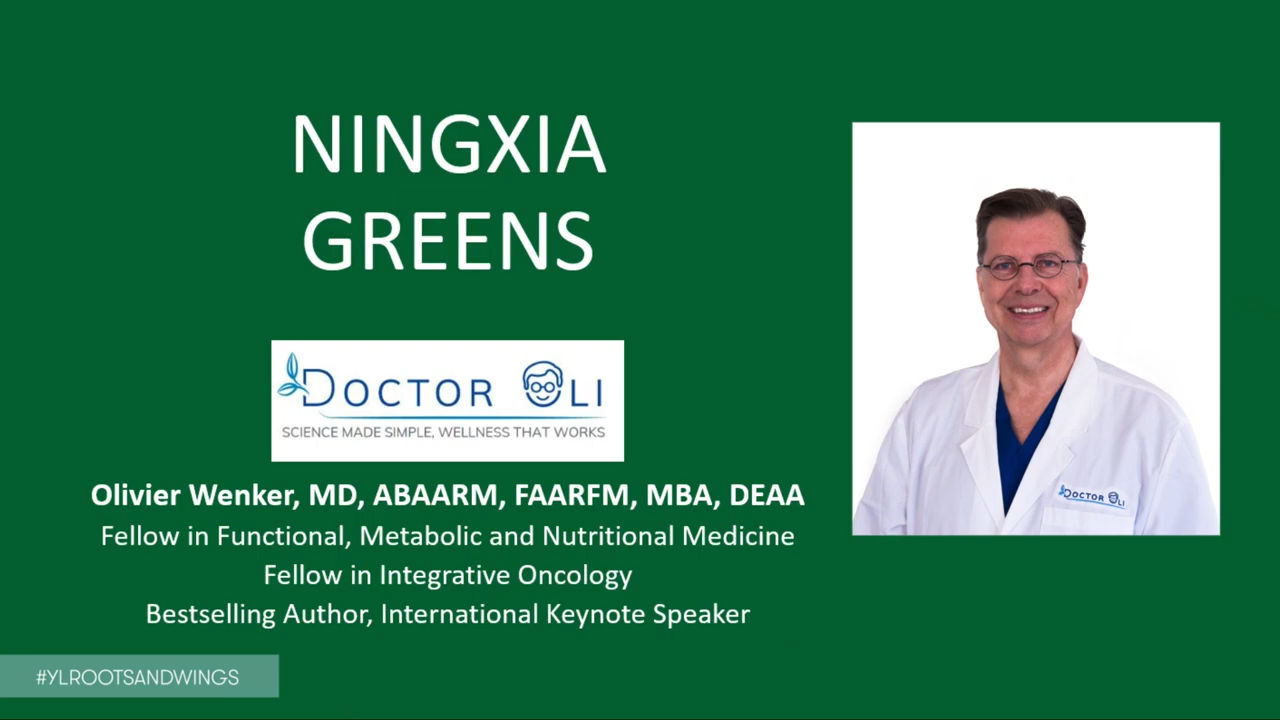 NINGXIA
GREENS
DOCTOR OLI
SCIENCE MADE SIMPLE, WELLNESS THAT WORKS
Olivier Wenker, MD, ABAARM, FAARFM, MBA, DEAA
Fellow in Functional, Metabolic and Nutritional Medicine
Fellow in Integrative Oncology
Bestselling Author, International Keynote Speaker
#YLROOTSANDWINGS
DOCTOR OLI